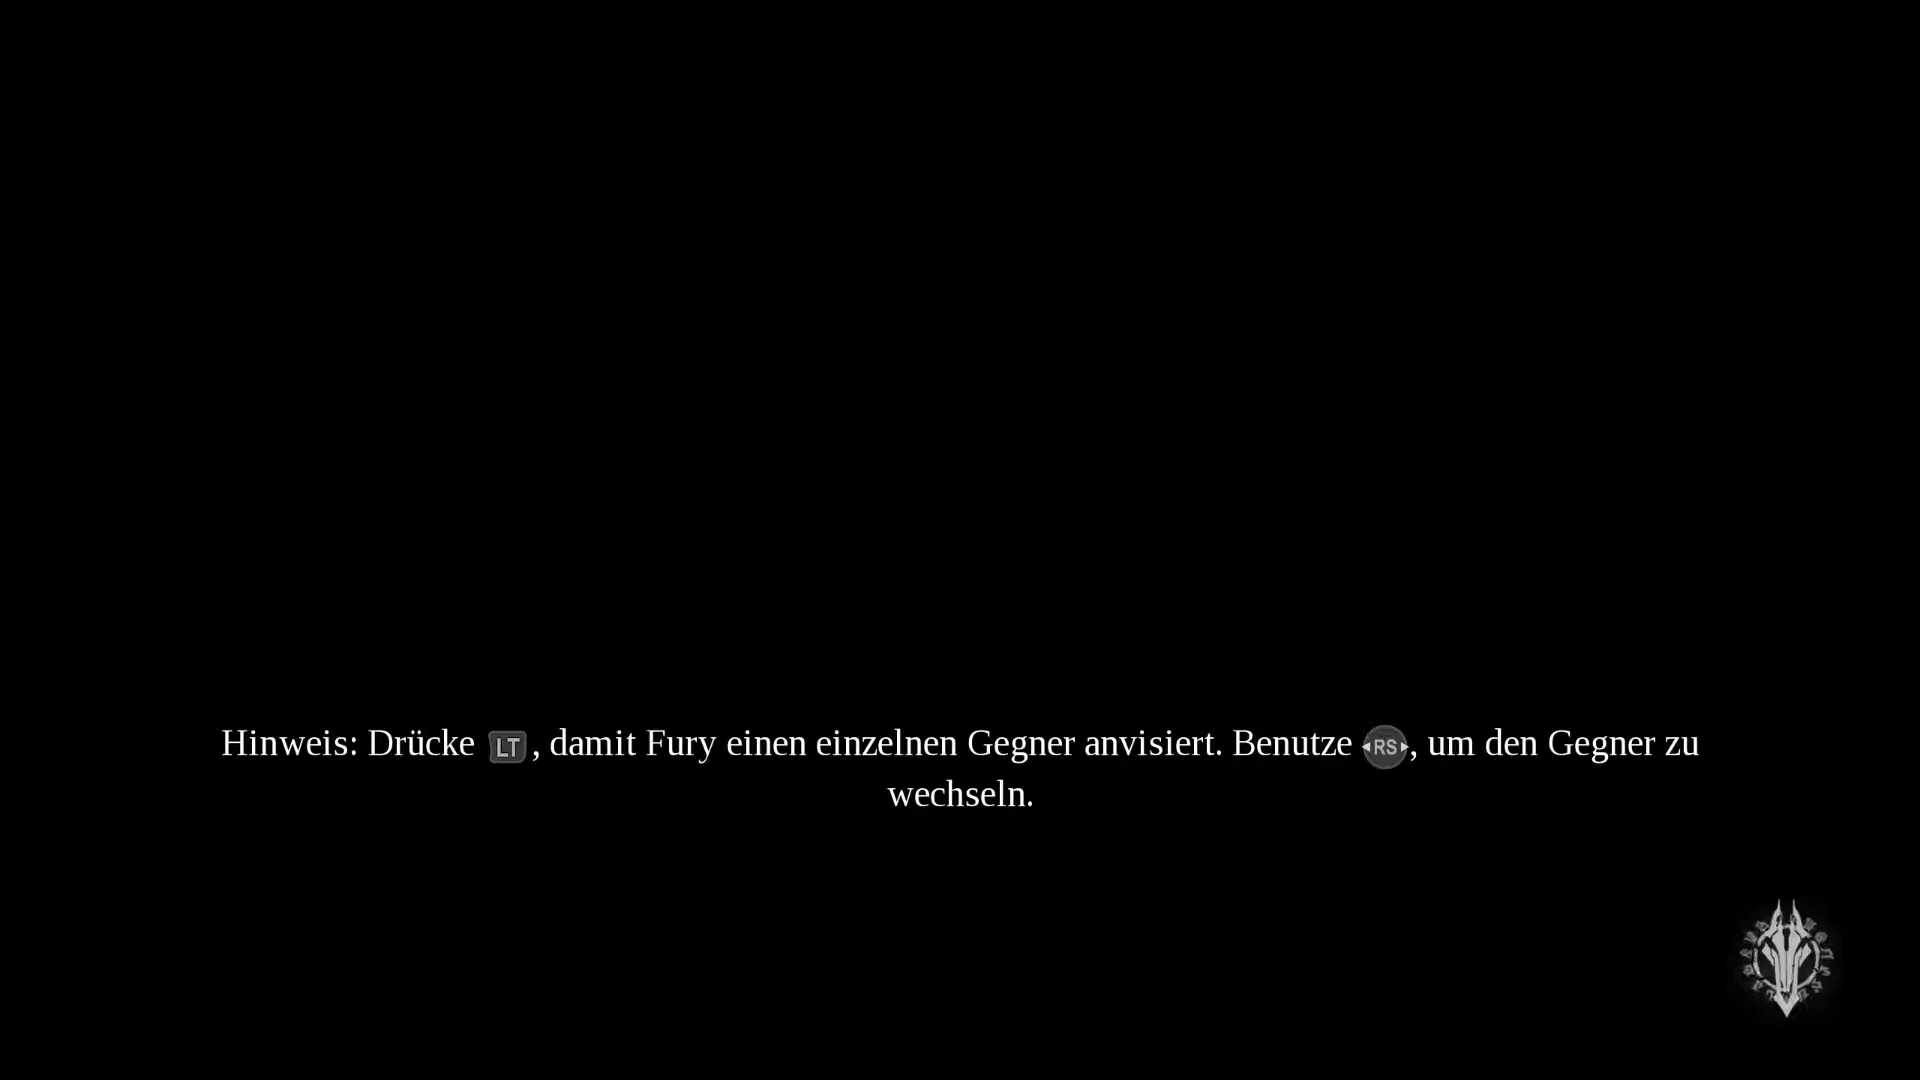 Hinweis: Drücke LT, damit Fury einen einzelnen Gegner anvisiert. Benutze RS, um den Gegner zu
wechseln.